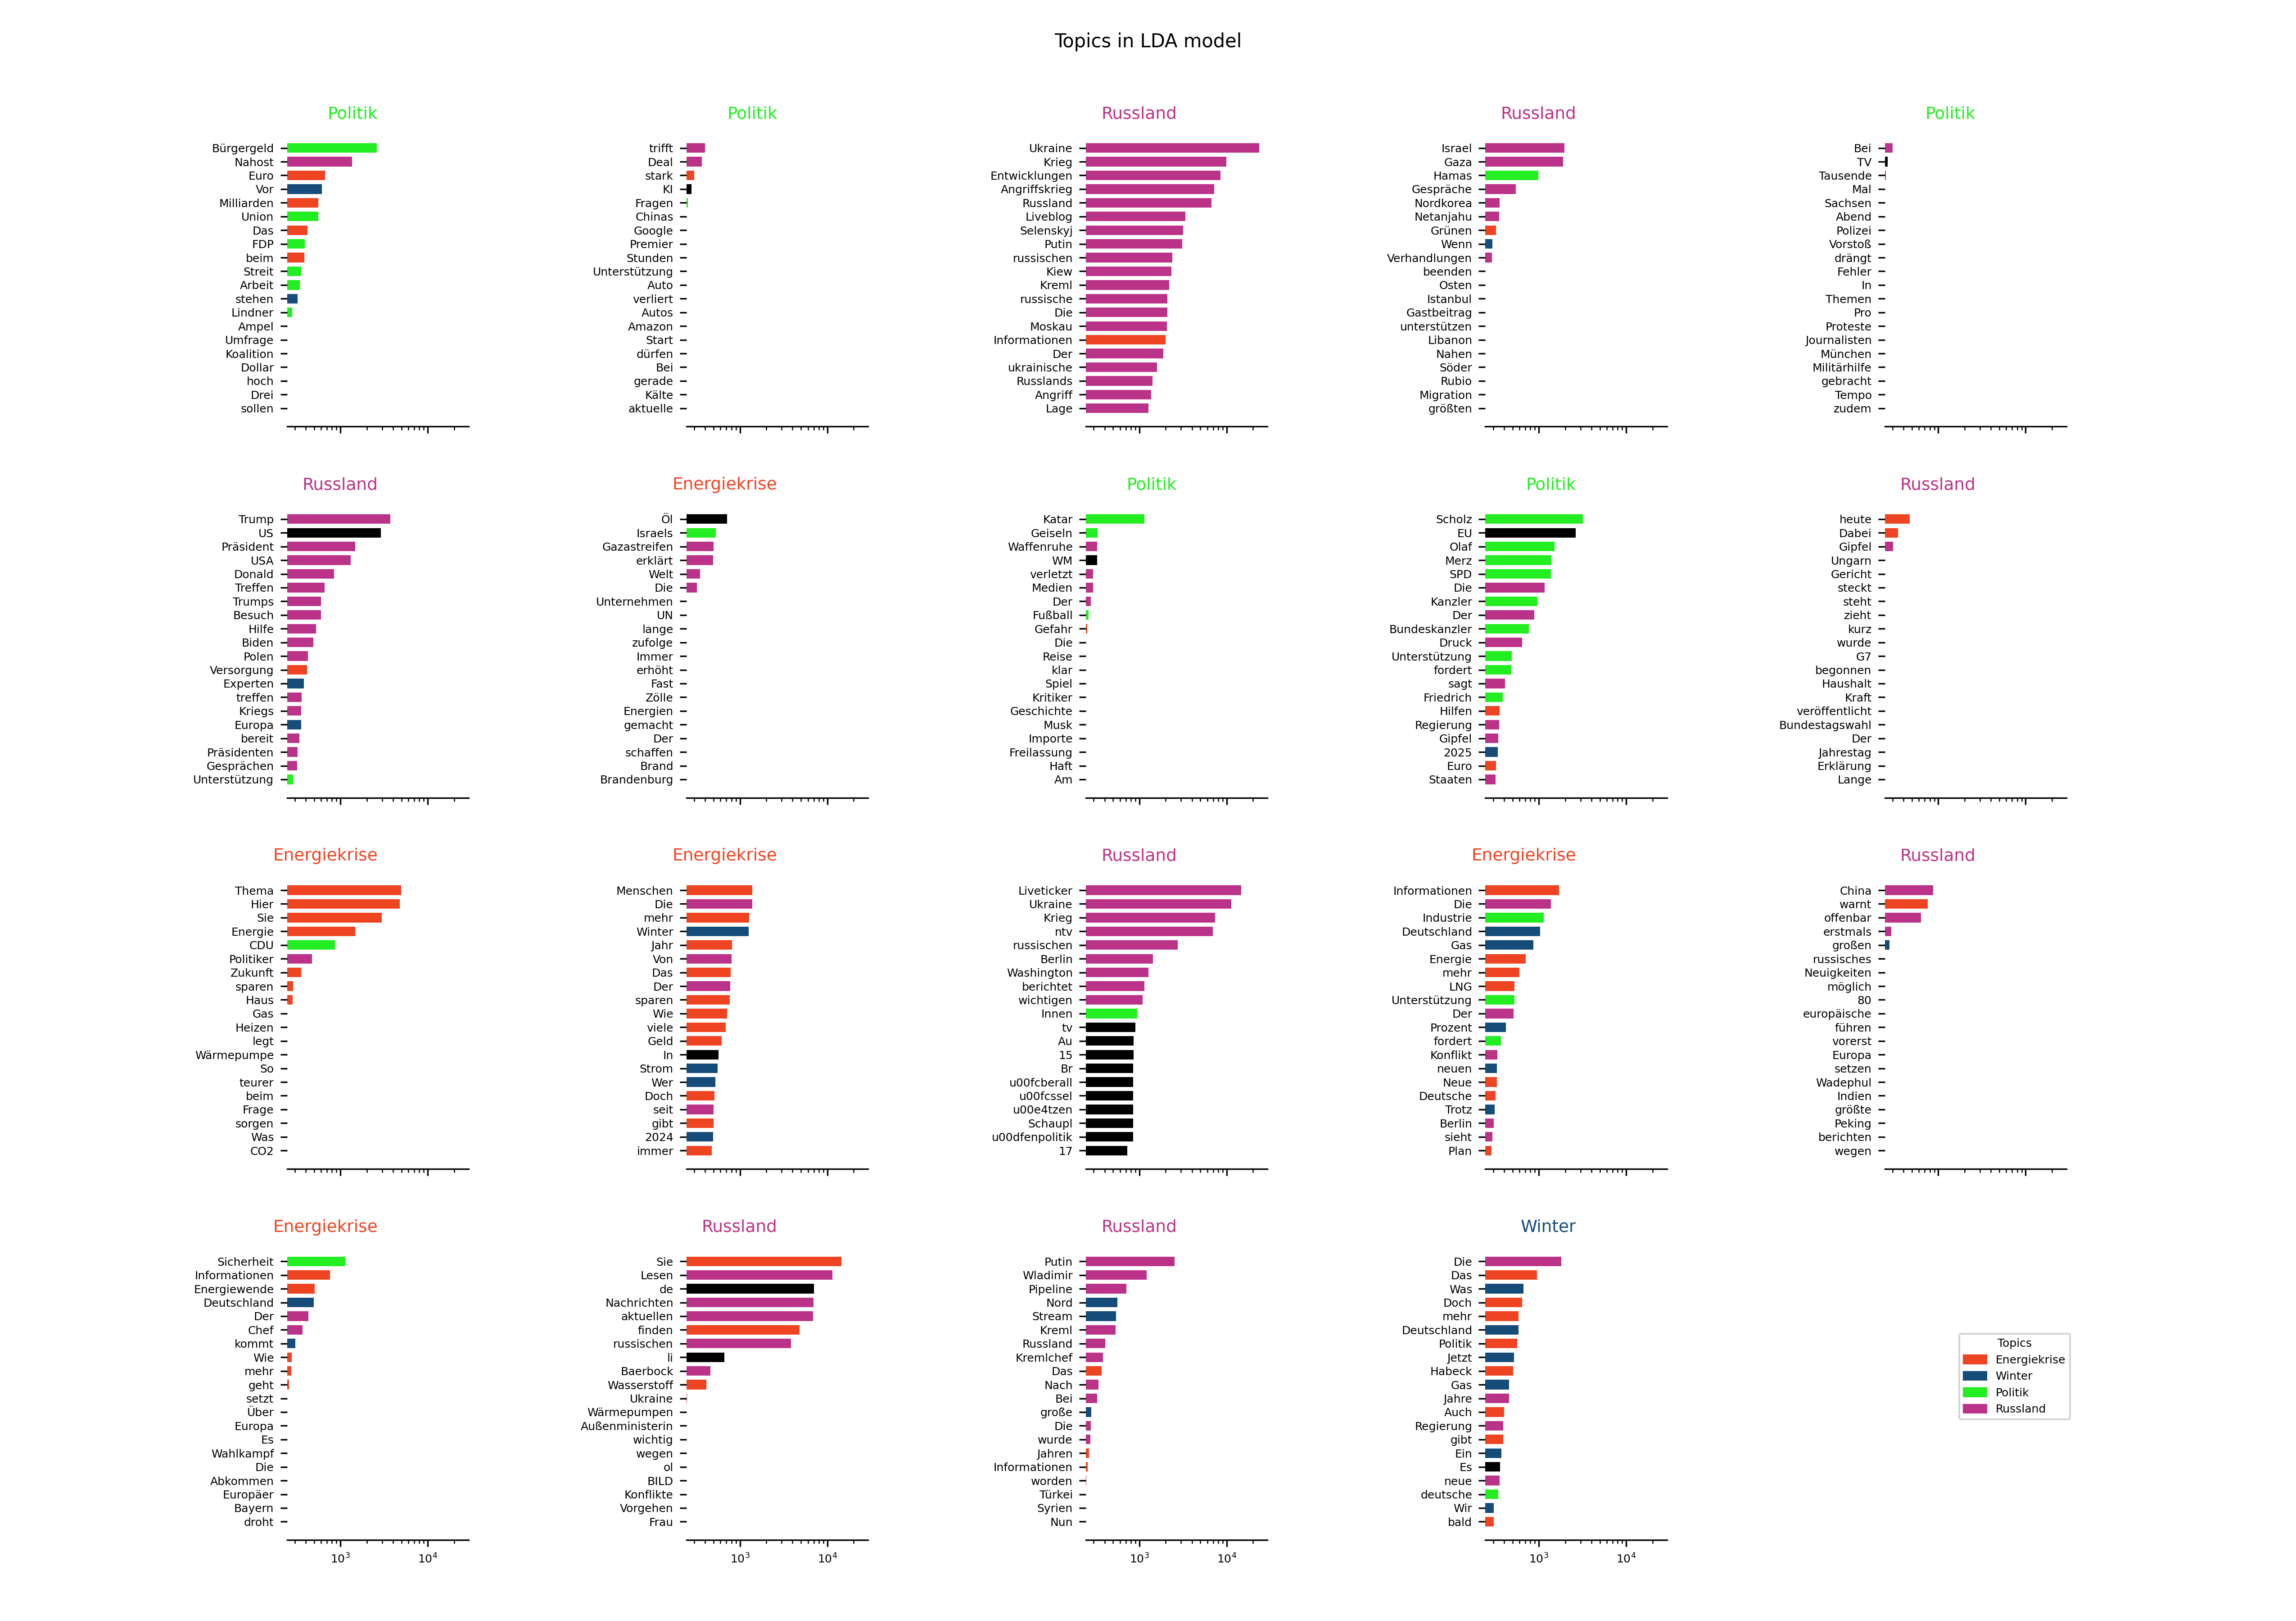 Topics in LDA model
Politik
Bürgergeld
Nahost
Euro
Vor
Milliarden
Union
Das
FDP
beim
Streit
Arbeit
stehen
Lindner
Ampel
Umfrage
Koalition
Dollar
hoch
Drei
sollen
Politik
trifft
Deal
stark
KI
Fragen
Chinas
Google
Premier
Stunden
Unterstützung
Auto
verliert
Autos
Amazon
Start
dürfen
Bei
gerade
Kälte
aktuelle
Russland
Ukraine
Krieg
Entwicklungen
Angriffskrieg
Russland
Liveblog
Selenskyj
Putin
russischen
Kiew
Kreml
russische
Die
Moskau
Informationen
Der
ukrainische
Russlands
Angriff
Lage
Russland
Israel
Gaza
Hamas
Gespräche
Nordkorea
Netanjahu
Grünen
Wenn
Verhandlungen
beenden
Osten
Istanbul
Gastbeitrag
unterstützen
Libanon
Nahen
Söder
Rubio
Migration
größten
Politik
Bei
TV
Tausende
Mal
Sachsen
Abend
Polizei
Vorstoß
drängt
Fehler
In
Themen
Pro
Proteste
Journalisten
München
Militärhilfe
gebracht
Tempo
zudem
Russland
Trump
US
Präsident
USA
Donald
Treffen
Trumps
Besuch
Hilfe
Biden
Polen
Versorgung
Experten
treffen
Kriegs
Europa
bereit
Präsidenten
Gesprächen
Unterstützung
Energiekrise
Öl
Israels
Gazastreifen
erklärt
Welt
Die
Unternehmen
UN
lange
zufolge
Immer
erhöht
Fast
Zölle
Energien
gemacht
Der
schaffen
Brand
Brandenburg
Politik
Katar
Geiseln
Waffenruhe
WM
verletzt
Medien
Der
Fußball
Gefahr
Die
Reise
klar
Spiel
Kritiker
Geschichte
Musk
Importe
Freilassung
Haft
Am
Politik
Scholz
EU
Olaf
Merz
SPD
Die
Kanzler
Der
Bundeskanzler
Druck
Unterstützung
fordert
sagt
Friedrich
Hilfen
Regierung
Gipfel
2025
Euro
Staaten
Russland
heute
Dabei
Gipfel
Ungarn
Gericht
steckt
steht
zieht
kurz
wurde
G7
begonnen
Haushalt
Kraft
veröffentlicht
Bundestagswahl
Der
Jahrestag
Erklärung
Lange
Energiekrise
Thema
Hier
Sie
Energie
CDU
Politiker
Zukunft
sparen
Haus
Gas
Heizen
legt
Wärmepumpe
So
teurer
beim
Frage
sorgen
Was
CO2
Energiekrise
Menschen
Die
mehr
Winter
Jahr
Von
Das
Der
sparen
Wie
viele
Geld
In
Strom
Wer
Doch
seit
gibt
2024
immer
Russland
Liveticker
Ukraine
Krieg
ntv
russischen
Berlin
Washington
berichtet
wichtigen
Innen
tv
Au
15
Br
u00fcberall
u00fcssel
u00e4tzen
Schaupl
u00dfenpolitik
17
Energiekrise
Informationen
Die
Industrie
Deutschland
Gas
Energie
mehr
LNG
Unterstützung
Der
Prozent
fordert
Konflikt
neuen
Neue
Deutsche
Trotz
Berlin
sieht
Plan
Russland
China
warnt
offenbar
erstmals
großen
russisches
Neuigkeiten
möglich
80
europäische
führen
vorerst
Europa
setzen
Wadephul
Indien
größte
Peking
berichten
wegen
Energiekrise
Sicherheit
Informationen
Energiewende
Deutschland
Der
Chef
kommt
Wie
mehr
geht
setzt
Über
Europa
Es
Wahlkampf
Die
Abkommen
Europäer
Bayern
droht
10³ 10⁴
Russland
Sie
Lesen
de
Nachrichten
aktuellen
finden
russischen
li
Baerbock
Wasserstoff
Ukraine
Wärmepumpen
Außenministerin
wichtig
wegen
ol
BILD
Konflikte
Vorgehen
Frau
10³ 10⁴
Russland
Putin
Wladimir
Pipeline
Nord
Stream
Kreml
Russland
Kremlchef
Das
Nach
Bei
große
Die
wurde
Jahren
Informationen
worden
Türkei
Syrien
Nun
10³ 10⁴
Winter
Die
Das
Was
Doch
mehr
Deutschland
Politik
Jetzt
Habeck
Gas
Jahre
Auch
Regierung
gibt
Ein
Es
neue
deutsche
Wir
bald
10³ 10⁴
Topics
Energiekrise
Winter
Politik
Russland